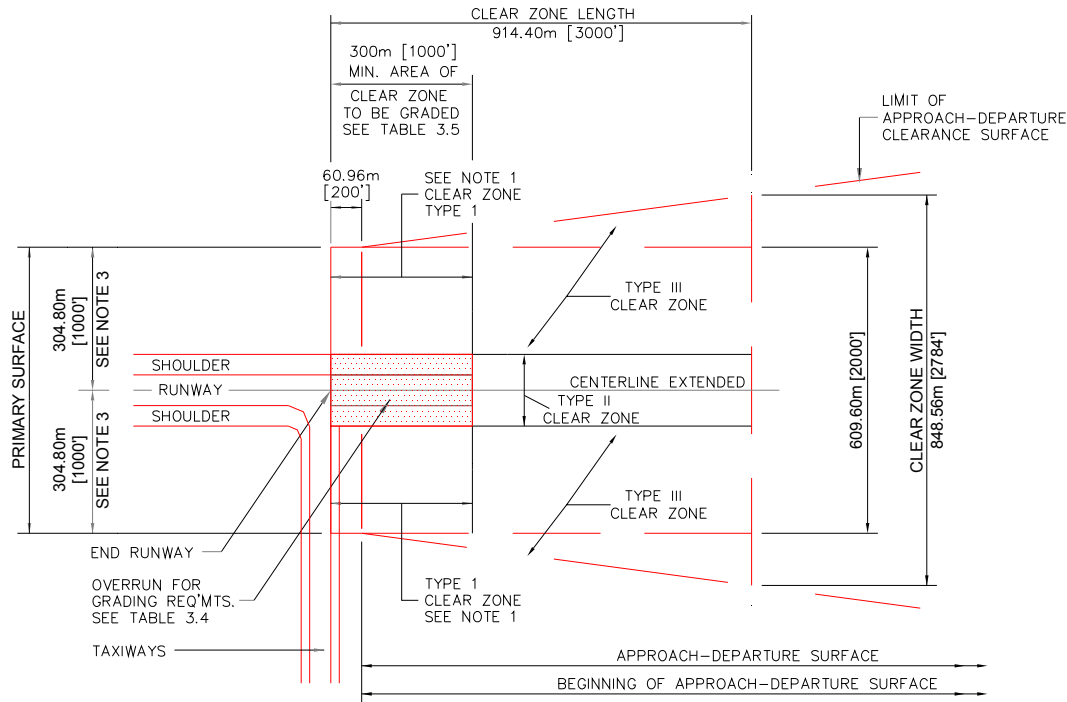 CLEAR ZONE LENGTH
914.40m [3000']
300m [1000']
MIN. AREA OF
CLEAR ZONE
TO BE GRADED
SEE TABLE 3.5
LIMIT OF
APPROACH-DEPARTURE
CLEARANCE SURFACE
60.96m
[200']
SEE NOTE 1
CLEAR ZONE
TYPE 1
PRIMARY SURFACE
304.80m
[1000']
SEE NOTE 3
304.80m
[1000']
SEE NOTE 3
TYPE III
CLEAR ZONE
SHOULDER
RUNWAY
SHOULDER
CENTERLINE EXTENDED
TYPE II
CLEAR ZONE
609.60m [2000']
CLEAR ZONE WIDTH
848.56m [2784']
TYPE III
CLEAR ZONE
END RUNWAY
OVERRUN FOR
GRADING REQ'MTS.
SEE TABLE 3.4
TYPE 1
CLEAR ZONE
SEE NOTE 1
TAXIWAYS
APPROACH-DEPARTURE SURFACE
BEGINNING OF APPROACH-DEPARTURE SURFACE